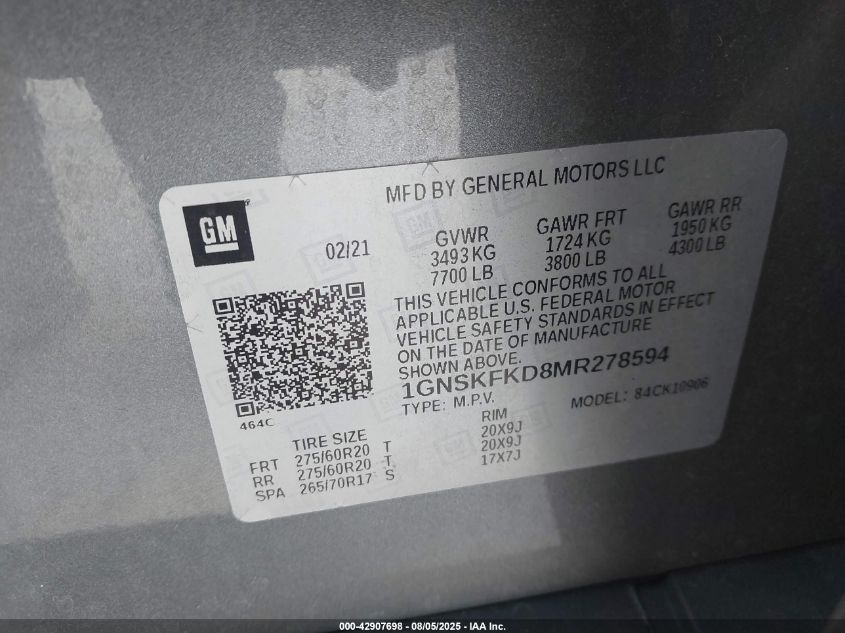 MFD BY GENERAL MOTORS LLC
GM
02/21
GVWR
3493 KG
7700 LB
GAWR FRT
1724 KG
3800 LB
GAWR RR
1950 KG
4300 LB
THIS VEHICLE CONFORMS TO ALL
APPLICABLE U.S. FEDERAL MOTOR
VEHICLE SAFETY STANDARDS IN EFFECT
ON THE DATE OF MANUFACTURE
SHOWN ABOVE.
1GNSKFKD8MR278594
TYPE: M.P.V. MODEL: 84CK10906
464C
TIRE SIZE RIM
FRT 275/60R20 T 20X9J
RR 275/60R20 T 20X9J
SPA 265/70R17 S 17X7J
000-42907698 - 08/05/2025 - IAA Inc.